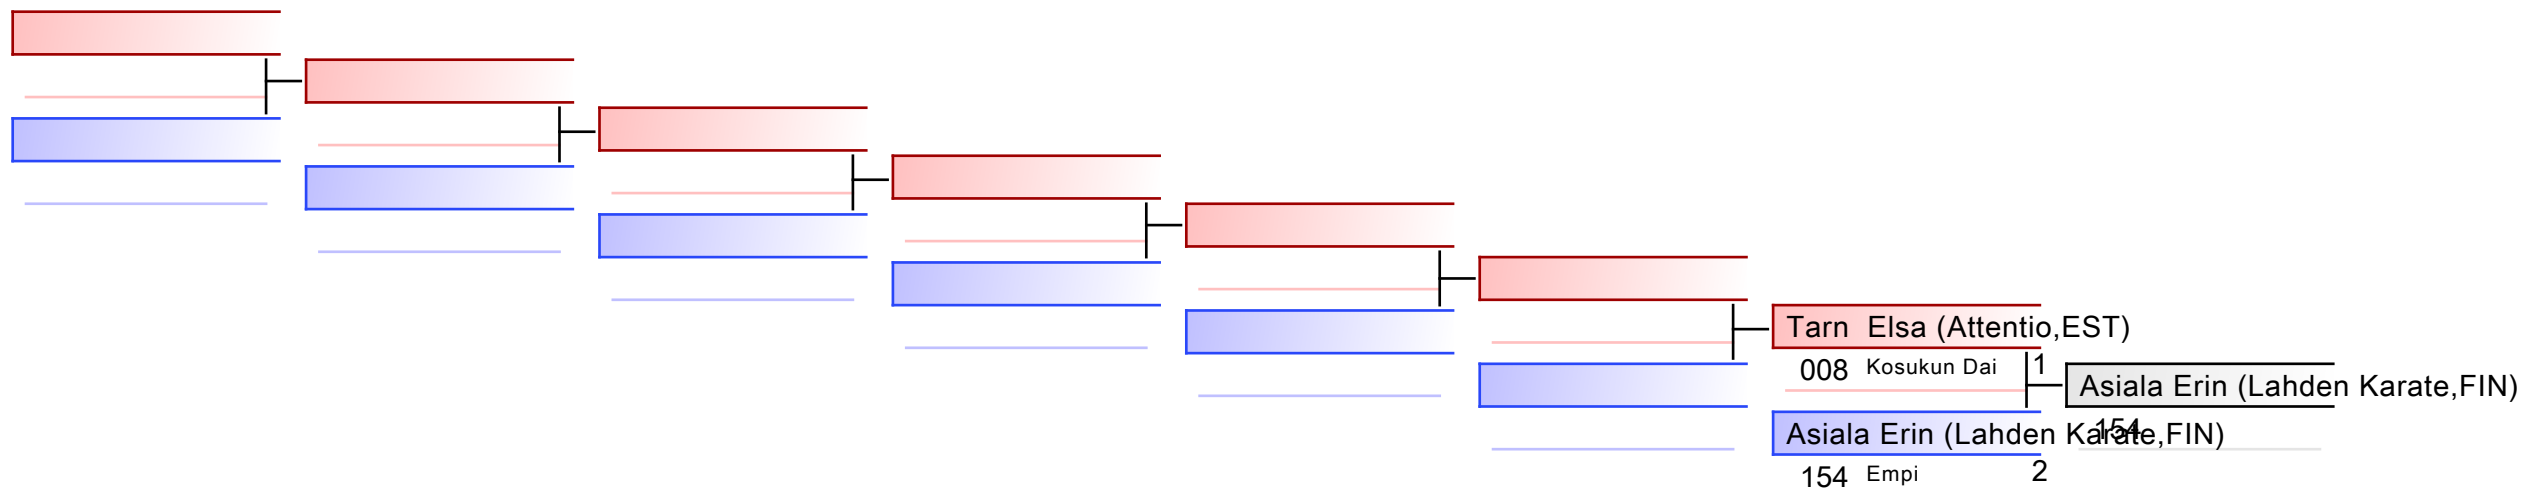 Tarn Elsa (Attentio,EST)
008 Kosukun Dai 1
Asiala Erin (Lahden Karate,FIN)
154
Asiala Erin (Lahden Karate,FIN)
154 Empi 2